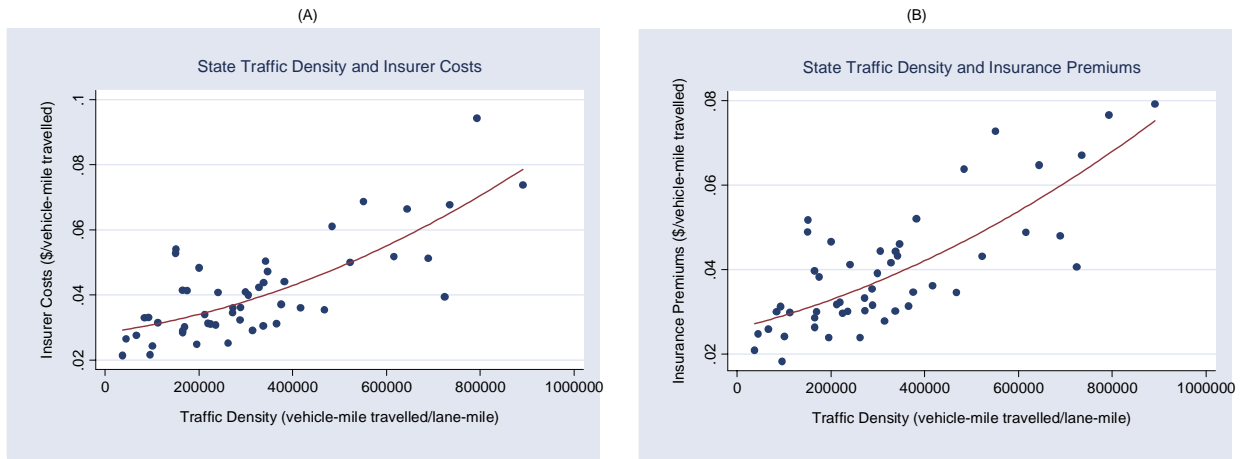 (A)
State Traffic Density and Insurer Costs
Insurer Costs ($/vehicle-mile travelled)
.1
.08
.06
.04
.02
0 200000 400000 600000 800000 1000000
Traffic Density (vehicle-mile travelled/lane-mile)
(B)
State Traffic Density and Insurance Premiums
Insurance Premiums ($/vehicle-mile travelled)
.08
.06
.04
.02
0 200000 400000 600000 800000 1000000
Traffic Density (vehicle-mile travelled/lane-mile)